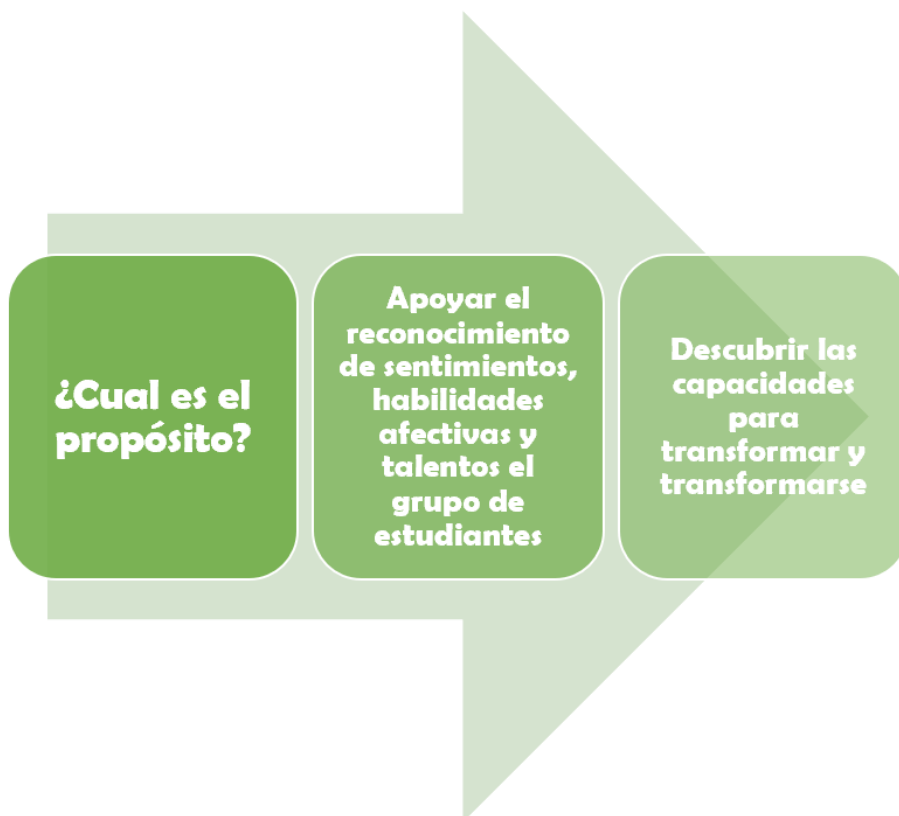 ¿Cual es el
propósito?
Apoyar el
reconocimiento
de sentimientos,
habilidades
afectivas y
talentos el
grupo de
estudiantes
Descubrir las
capacidades
para
transformar y
transformarse